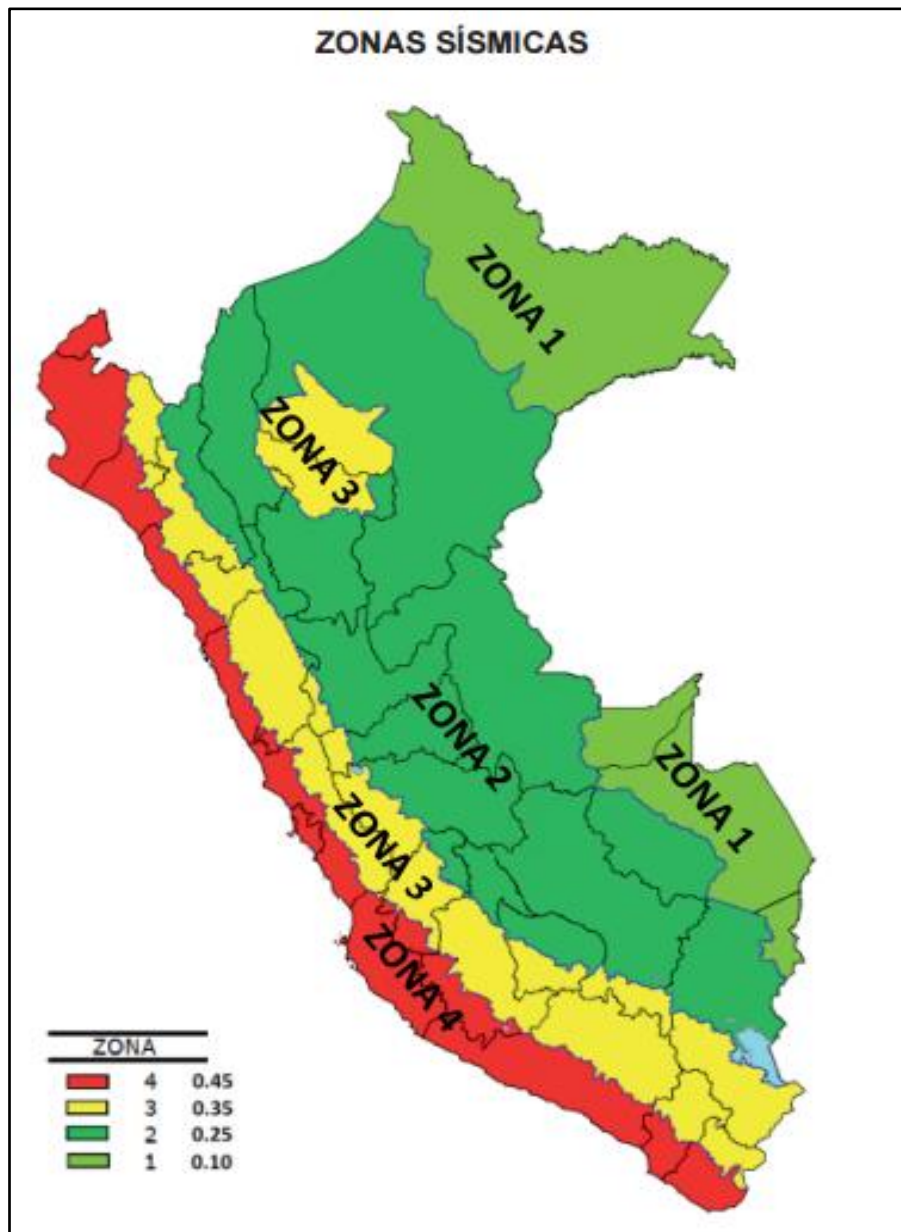 ZONAS SÍSMICAS
ZONA 1
ZONA 3
ZONA 2
ZONA 1
ZONA 3
ZONA 4
ZONA
4 0.45
3 0.35
2 0.25
1 0.10